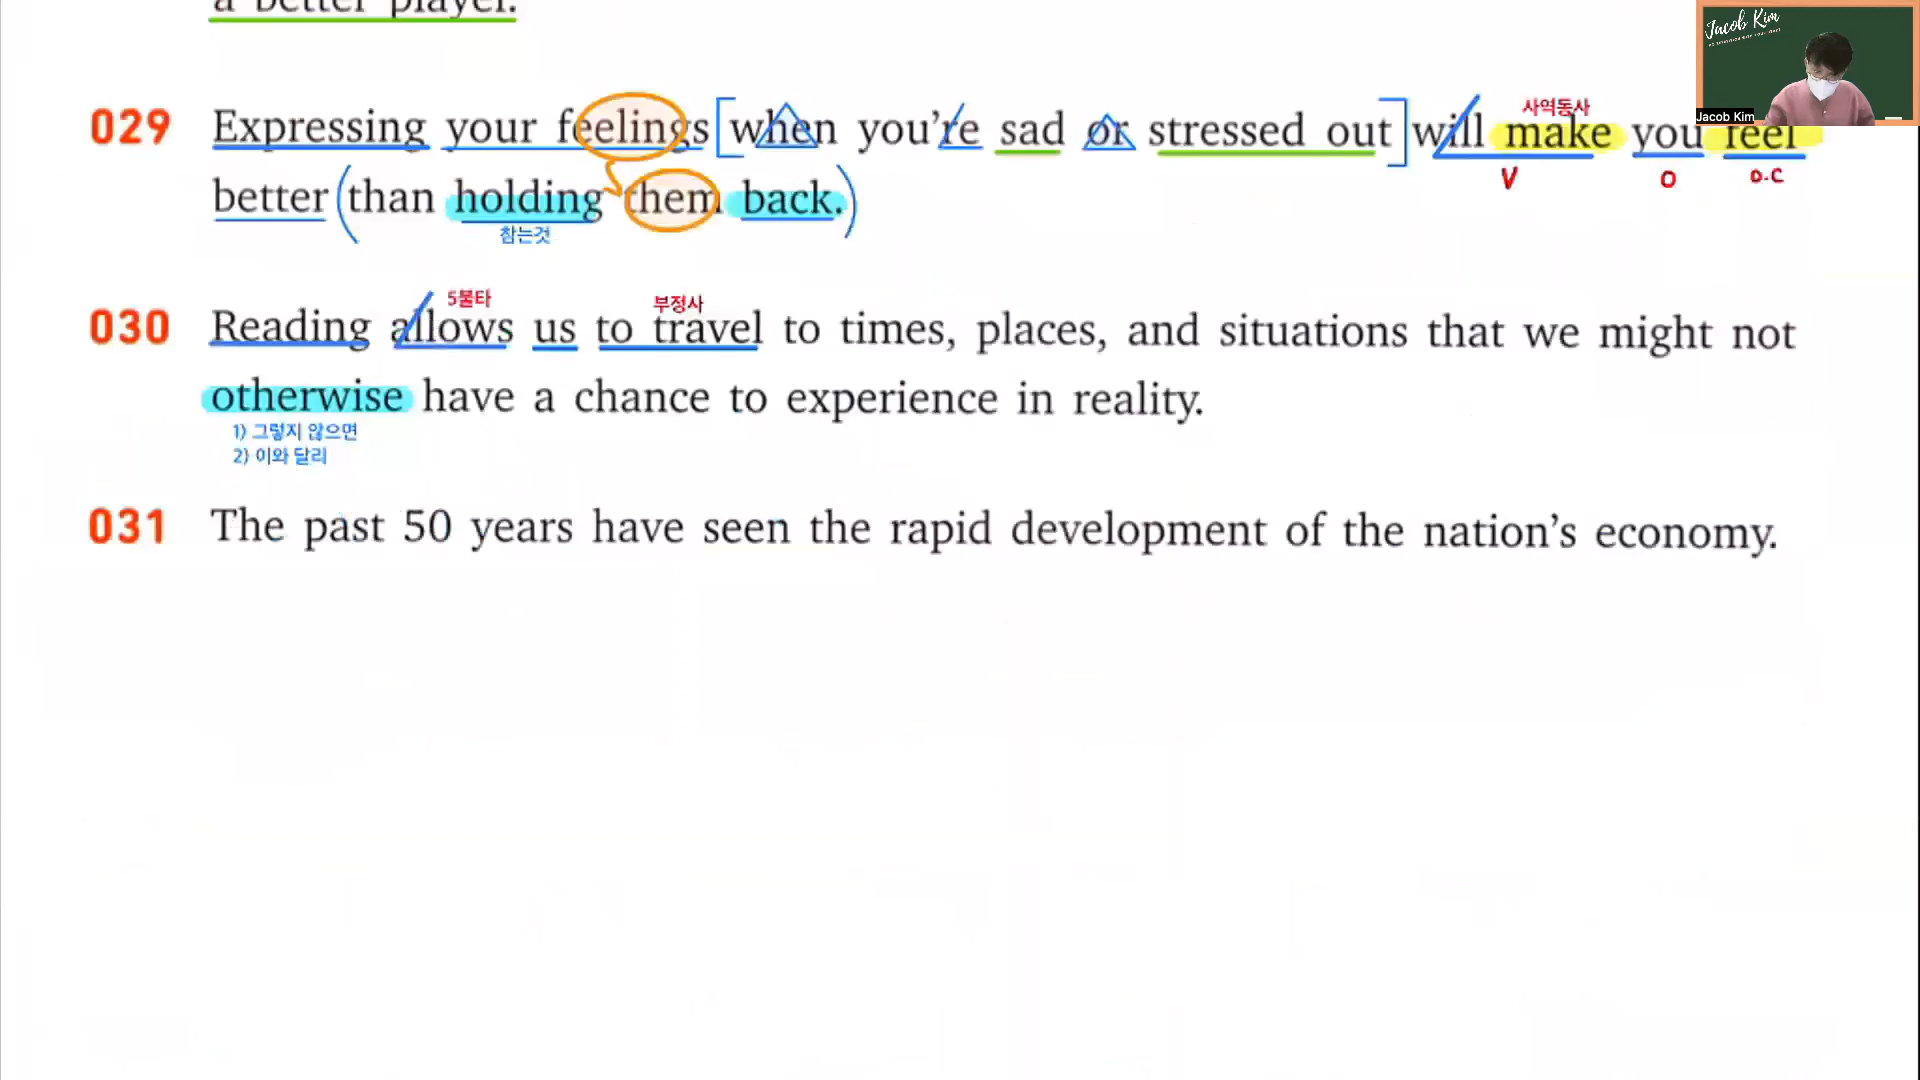 a better player.
Jacob Kim
Jacob Kim
사역동사
029 Expressing your feelings [when you're sad or stressed out] will make you feel
V O O.C
better (than holding them back.)
참는것
5불타 부정사
030 Reading allows us to travel to times, places, and situations that we might not
otherwise have a chance to experience in reality.
1) 그렇지 않으면
2) 이와 달리
031 The past 50 years have seen the rapid development of the nation's economy.